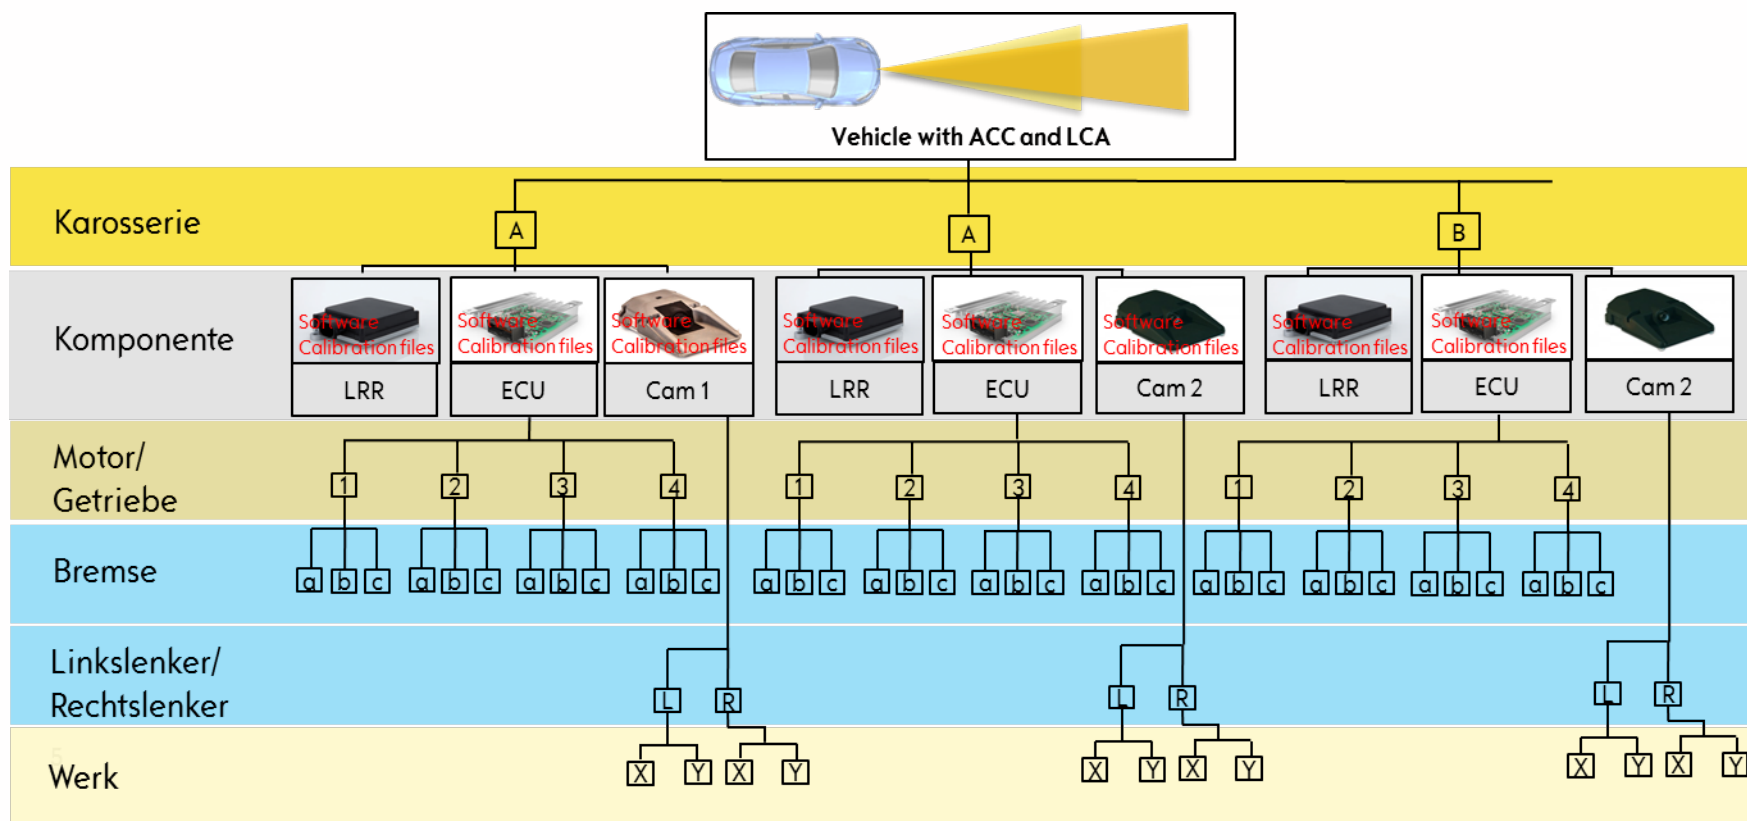 Vehicle with ACC and LCA
Karosserie
A
A
B
Komponente
Software
Calibration files
Software
Calibration files
Software
Calibration files
Software
Calibration files
Software
Calibration files
Software
Calibration files
Software
Calibration files
Software
Calibration files
LRR
ECU
Cam 1
LRR
ECU
Cam 2
LRR
ECU
Cam 2
Motor/
Getriebe
1 2 3 4 1 2 3 4 1 2 3 4
Bremse
a b c a b c a b c a b c a b c a b c a b c a b c a b c a b c a b c a b c
Linkslenker/
Rechtslenker
L R L R L R
5
Werk
X Y X Y X Y X Y X Y X Y